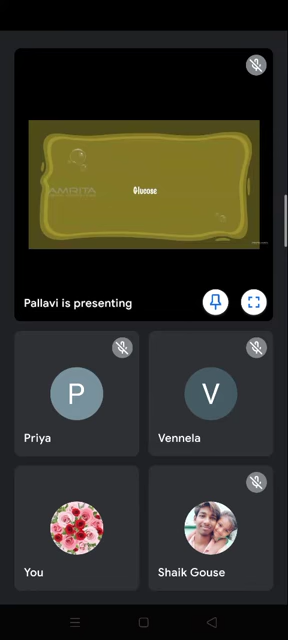 AMRITA
Glucose
Pallavi is presenting
P
Priya
V
Vennela
You
Shaik Gouse